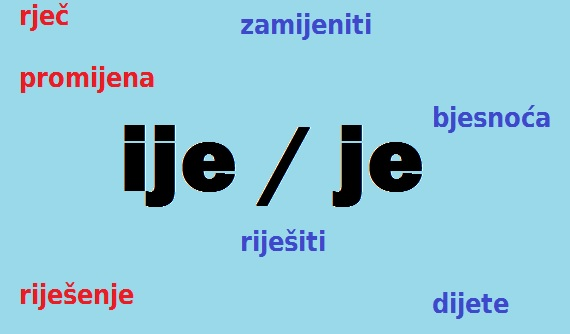 rječ
zamijeniti
promijena
bjesnoća
ije / je
riješiti
riješenje
dijete